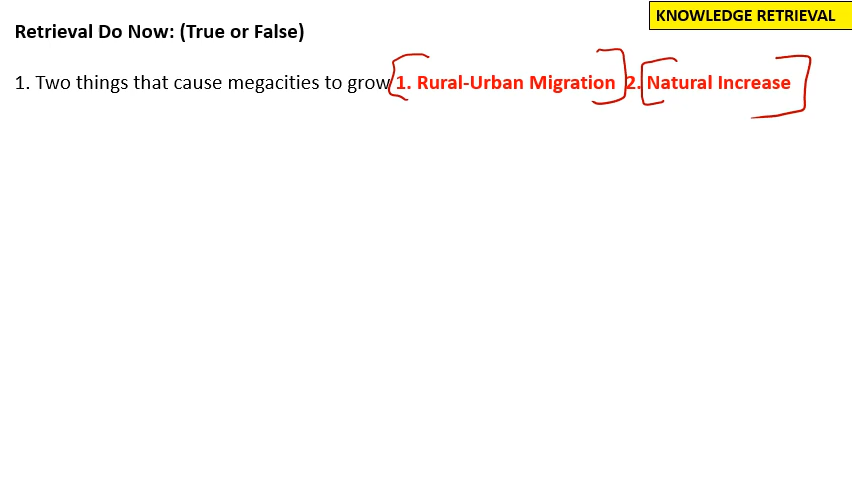 KNOWLEDGE RETRIEVAL
Retrieval Do Now: (True or False)
1. Two things that cause megacities to grow 1. Rural-Urban Migration 2. Natural Increase